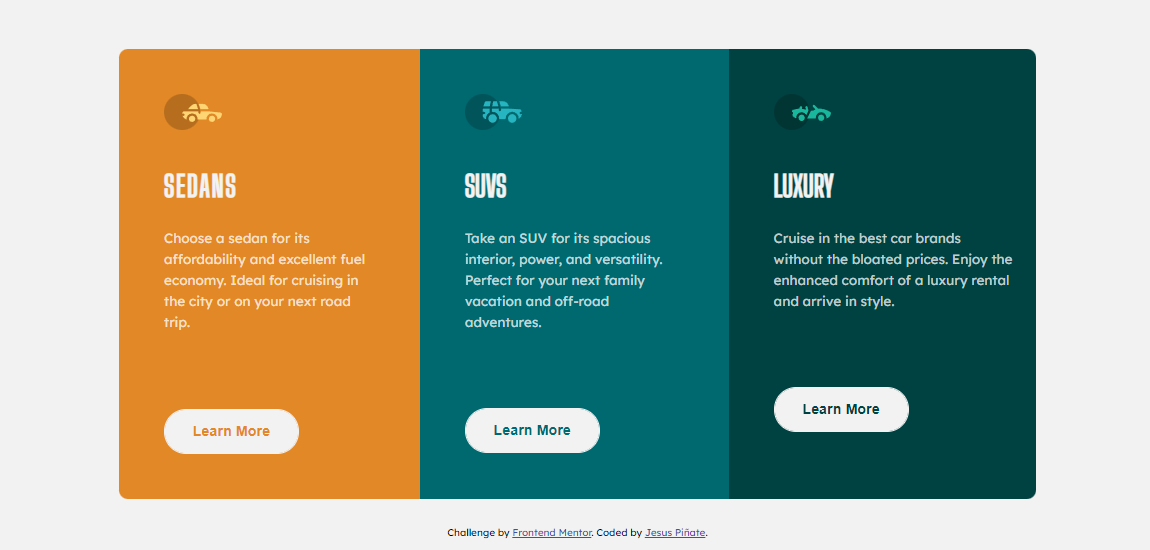 SEDANS
Choose a sedan for its
affordability and excellent fuel
economy. Ideal for cruising in
the city or on your next road
trip.
Learn More
SUVS
Take an SUV for its spacious
interior, power, and versatility.
Perfect for your next family
vacation and off-road
adventures.
Learn More
LUXURY
Cruise in the best car brands
without the bloated prices. Enjoy the
enhanced comfort of a luxury rental
and arrive in style.
Learn More
Challenge by Frontend Mentor. Coded by Jesus Piñate.